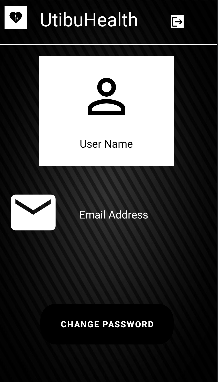 UtibuHealth
User Name
Email Address
CHANGE PASSWORD